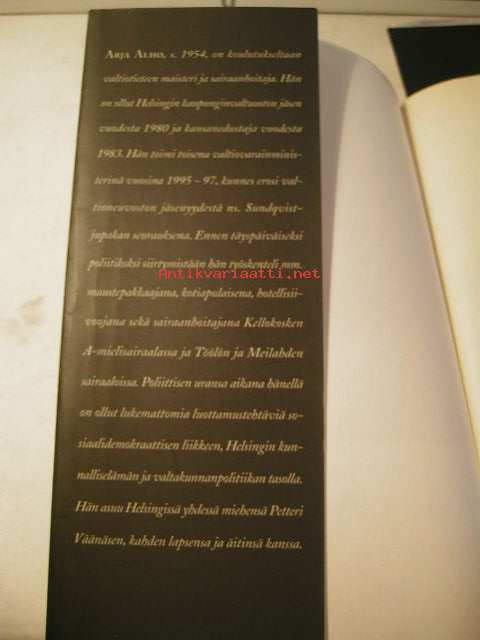 ARJA ALHO, s. 1954, on koulutukseltaan
valtiotieteen maisteri ja sairaanhoitaja. Hän
on ollut Helsingin kaupunginvaltuuston jäsen
vuodesta 1980 ja kansanedustaja vuodesta
1983. Hän toimi toisena valtiovarainminis-
terinä vuosina 1995 – 97, kunnes erosi val-
tioneuvoston jäsenyydestä ns. Sundqvist-
jupakan seurauksena. Ennen täyspäiväiseksi
poliitikoksi siirtymistään hän työskenteli mm.
Antikvariaatti.net
maustepakkaajana, kotiapulaisena, hotellisii-
voojana sekä sairaanhoitajana Kellokosken
A-mielisairaalassa ja Töölön ja Meilahden
sairaaloissa. Poliittisen uransa aikana hänellä
on ollut lukemattomia luottamustehtäviä so-
siaalidemokraattisen liikkeen, Helsingin kun-
nalliselämän ja valtakunnanpolitiikan tasolla.
Hän asuu Helsingissä yhdessä miehensä Petteri
Väänäsen, kahden lapsensa ja äitinsä kanssa.